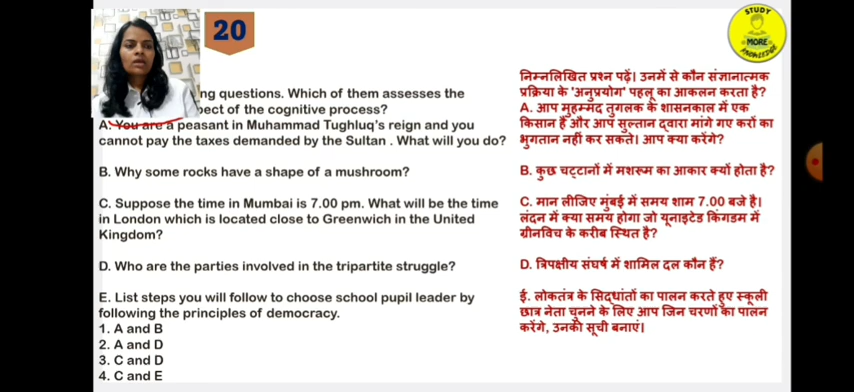 20
STUDY
MORE
KNOWLEDGE
ng questions. Which of them assesses the
pect of the cognitive process?
A. You are a peasant in Muhammad Tughluq's reign and you
cannot pay the taxes demanded by the Sultan . What will you do?
B. Why some rocks have a shape of a mushroom?
C. Suppose the time in Mumbai is 7.00 pm. What will be the time
in London which is located close to Greenwich in the United
Kingdom?
D. Who are the parties involved in the tripartite struggle?
E. List steps you will follow to choose school pupil leader by
following the principles of democracy.
1. A and B
2. A and D
3. C and D
4. C and E
निम्नलिखित प्रश्न पढ़ें। उनमें से कौन संज्ञानात्मक
प्रक्रिया के 'अनुप्रयोग' पहलू का आकलन करता है?
A. आप मुहम्मद तुगलक के शासनकाल में एक
किसान हैं और आप सुल्तान द्वारा मांगे गए करों का
भुगतान नहीं कर सकते। आप क्या करेंगे?
B. कुछ चट्टानों में मशरूम का आकार क्यों होता है?
C. मान लीजिए मुंबई में समय शाम 7.00 बजे है।
लंदन में क्या समय होगा जो यूनाइटेड किंगडम में
ग्रीनविच के करीब स्थित है?
D. त्रिपक्षीय संघर्ष में शामिल दल कौन हैं?
ई. लोकतंत्र के सिद्धांतों का पालन करते हुए स्कूली
छात्र नेता चुनने के लिए आप जिन चरणों का पालन
करेंगे, उनकी सूची बनाएं।